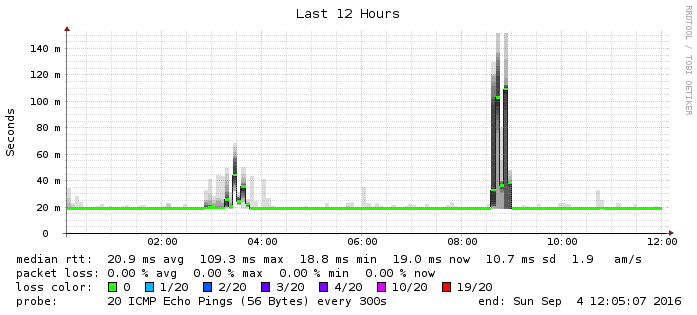 Last 12 Hours
RRDTOOL / TOBI OETIKER
Seconds
140 m
120 m
100 m
80 m
60 m
40 m
20 m
0
02:00 04:00 06:00 08:00 10:00 12:00
median rtt: 20.9 ms avg 109.3 ms max 18.8 ms min 19.0 ms now 10.7 ms sd 1.9 am/s
packet loss: 0.00 % avg 0.00 % max 0.00 % min 0.00 % now
loss color: 0 1/20 2/20 3/20 4/20 10/20 19/20
probe: 20 ICMP Echo Pings (56 Bytes) every 300s end: Sun Sep 4 12:05:07 2016